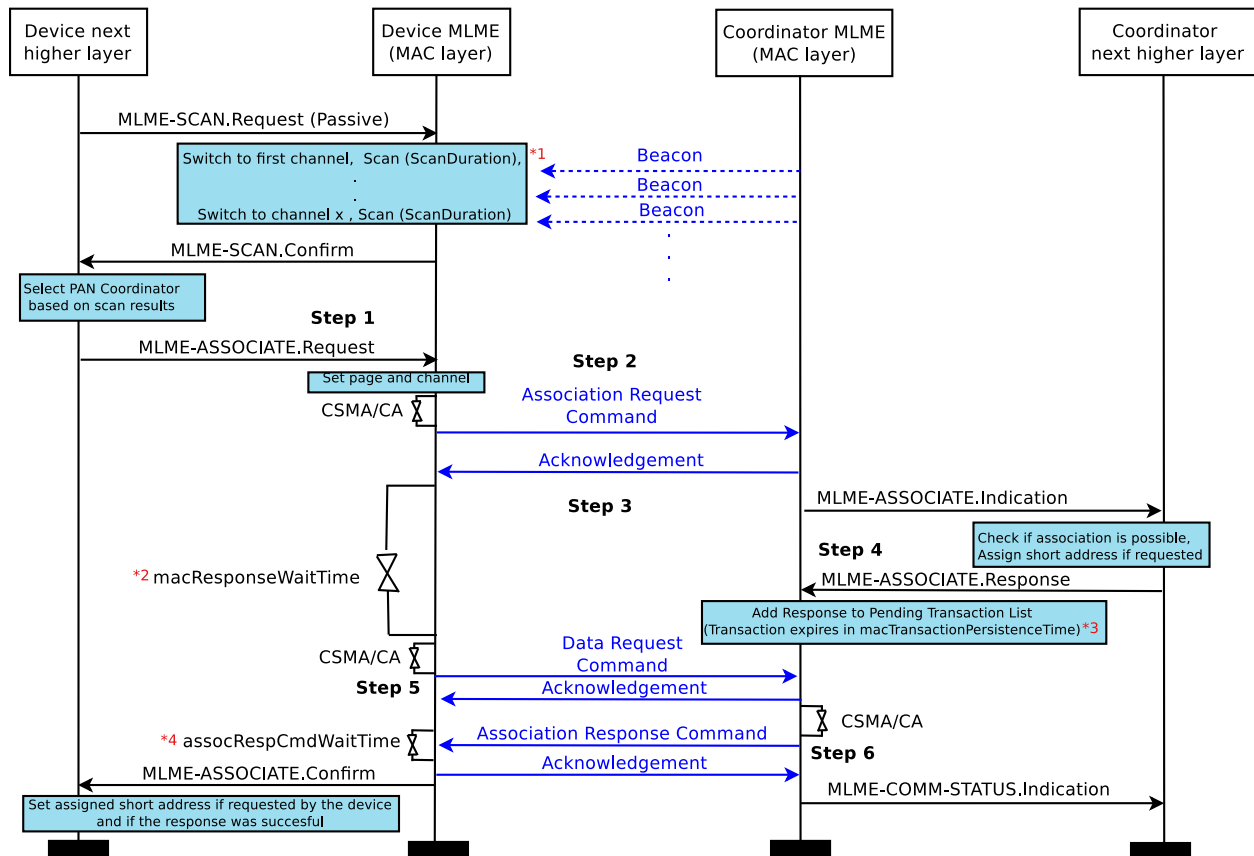 Device next
higher layer
Device MLME
(MAC layer)
Coordinator MLME
(MAC layer)
Coordinator
next higher layer
MLME-SCAN.Request (Passive)
Switch to first channel, Scan (ScanDuration),
*1
.
.
Switch to channel x , Scan (ScanDuration)
Beacon
Beacon
Beacon
.
.
.
MLME-SCAN.Confirm
Select PAN Coordinator
based on scan results
Step 1
MLME-ASSOCIATE.Request
Set page and channel
Step 2
CSMA/CA
Association Request
Command
Acknowledgement
Step 3
MLME-ASSOCIATE.Indication
Check if association is possible,
Assign short address if requested
Step 4
*2 macResponseWaitTime
MLME-ASSOCIATE.Response
Add Response to Pending Transaction List
(Transaction expires in macTransactionPersistenceTime) *3
CSMA/CA
Data Request
Command
Step 5
Acknowledgement
CSMA/CA
*4 assocRespCmdWaitTime
Association Response Command
Step 6
Acknowledgement
MLME-ASSOCIATE.Confirm
MLME-COMM-STATUS.Indication
Set assigned short address if requested by the device
and if the response was succesful